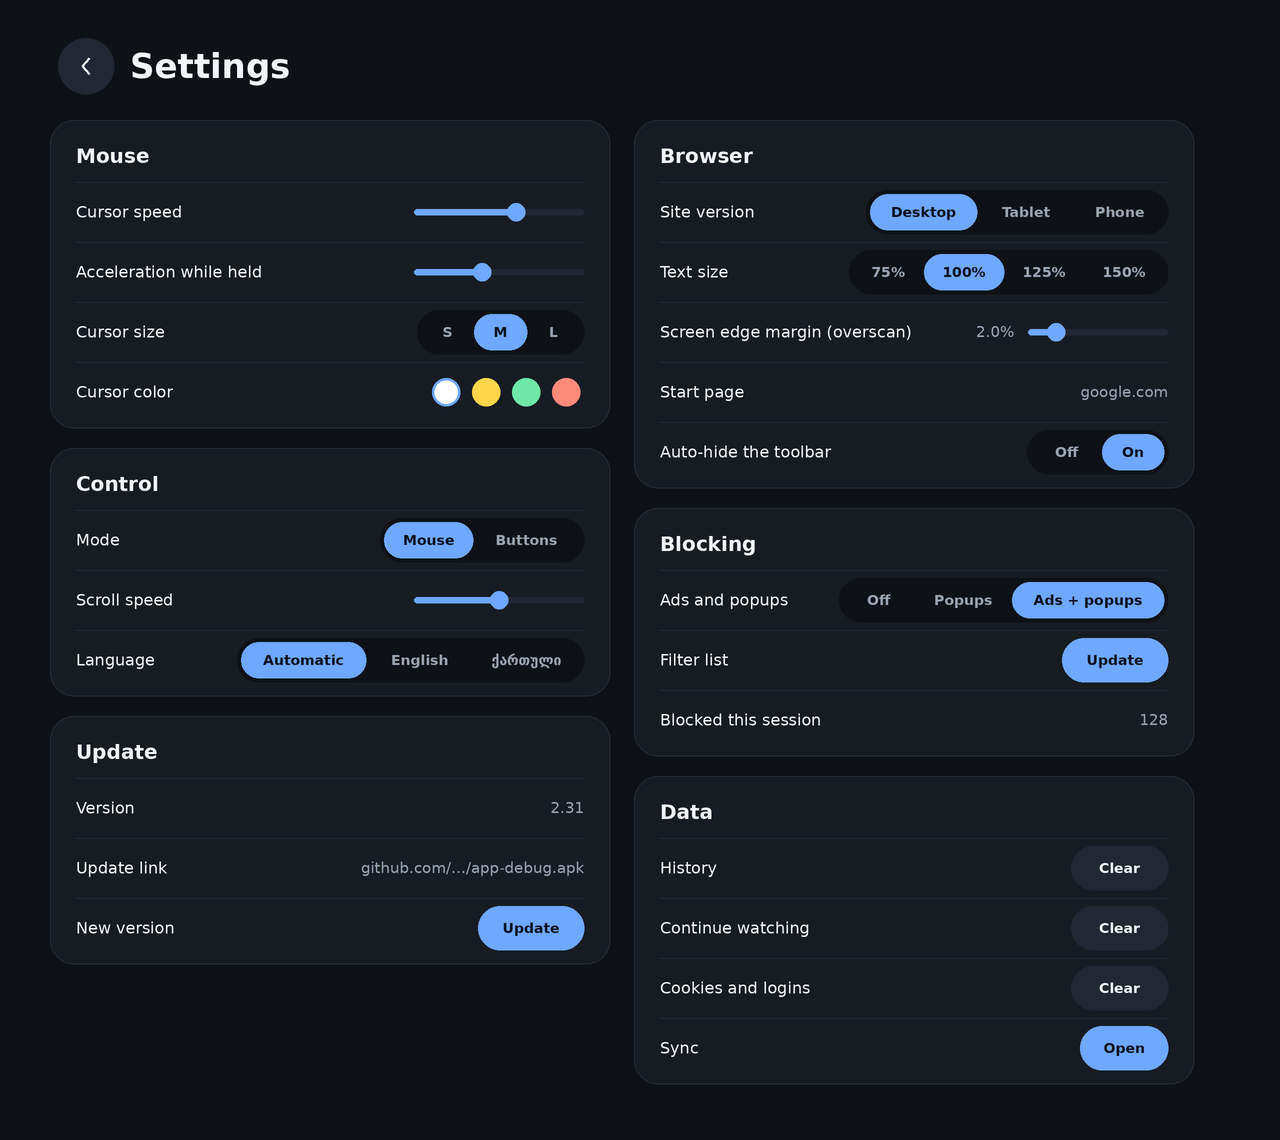 Settings
Mouse
Cursor speed
Acceleration while held
Cursor size S M L
Cursor color
Control
Mode Mouse Buttons
Scroll speed
Language Automatic English ქართული
Update
Version 2.31
Update link github.com/.../app-debug.apk
New version Update
Browser
Site version Desktop Tablet Phone
Text size 75% 100% 125% 150%
Screen edge margin (overscan) 2.0%
Start page google.com
Auto-hide the toolbar Off On
Blocking
Ads and popups Off Popups Ads + popups
Filter list Update
Blocked this session 128
Data
History Clear
Continue watching Clear
Cookies and logins Clear
Sync Open